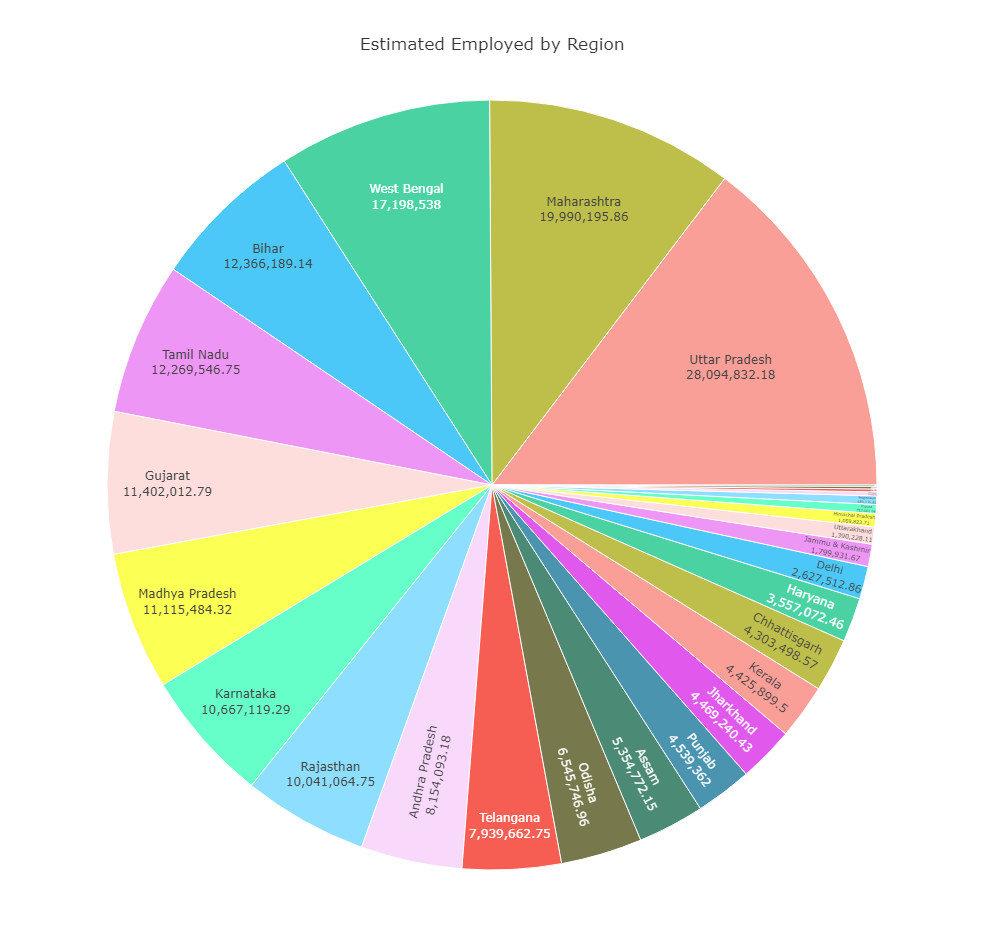 Estimated Employed by Region
Uttar Pradesh
28,094,832.18
Maharashtra
19,990,195.86
West Bengal
17,198,538
Bihar
12,366,189.14
Tamil Nadu
12,269,546.75
Gujarat
11,402,012.79
Madhya Pradesh
11,115,484.32
Karnataka
10,667,119.29
Rajasthan
10,041,064.75
Andhra Pradesh
8,154,093.18
Telangana
7,939,662.75
Odisha
6,545,746.96
Assam
5,354,772.15
Punjab
4,539,362
Jharkhand
4,469,240.43
Kerala
4,425,899.5
Chhattisgarh
4,303,498.57
Haryana
3,557,072.46
Delhi
2,627,512.86
Jammu & Kashmir
1,799,931.67
Uttarakhand
1,390,228.11
Himachal Pradesh
1,059,823.71